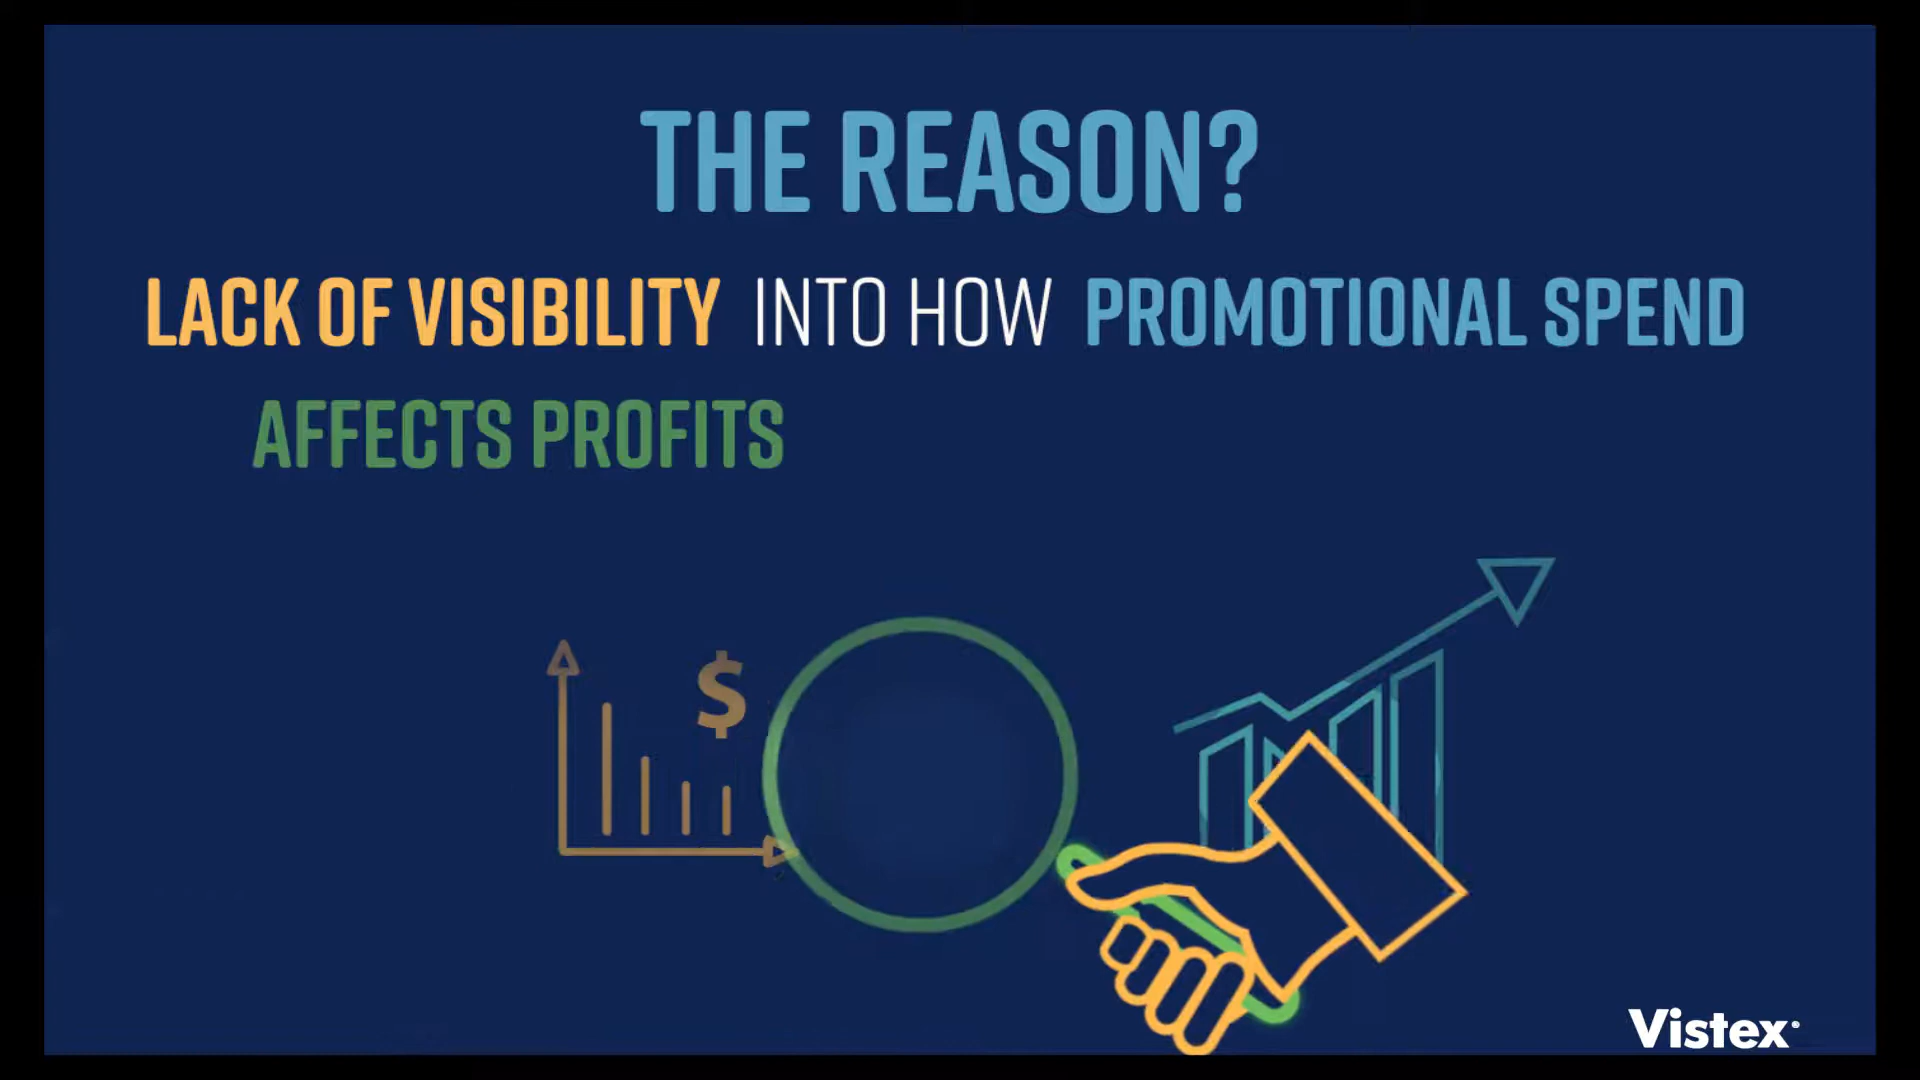 THE REASON?
LACK OF VISIBILITY INTO HOW PROMOTIONAL SPEND
AFFECTS PROFITS
$
Vistex